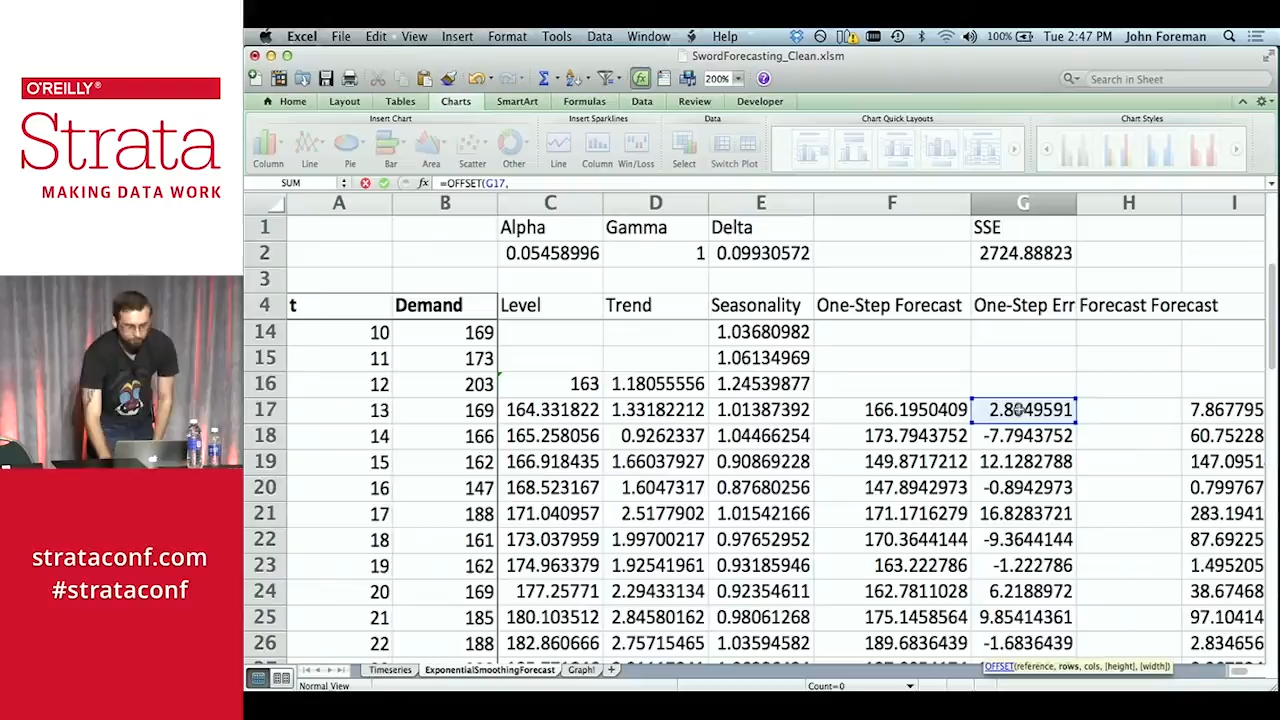 O'REILLY®
Strata
MAKING DATA WORK
strataconf.com
#strataconf
Excel File Edit View Insert Format Tools Data Window Help 100% Tue 2:47 PM John Foreman
SwordForecasting_Clean.xlsm
200% Search in Sheet
Home Layout Tables Charts SmartArt Formulas Data Review Developer
Insert Chart Insert Sparklines Data Chart Quick Layouts Chart Styles
Column Line Pie Bar Area Scatter Other Line Column Win/Loss Select Switch Plot
SUM fx =OFFSET(G17,
A B C D E F G H I
1 Alpha Gamma Delta SSE
2 0.05458996 1 0.09930572 2724.88823
3
4 t Demand Level Trend Seasonality One-Step Forecast One-Step Err Forecast Forecast
14 10 169 1.03680982
15 11 173 1.06134969
16 12 203 163 1.18055556 1.24539877
17 13 169 164.331822 1.33182212 1.01387392 166.1950409 2.8049591 7.867795
18 14 166 165.258056 0.9262337 1.04466254 173.7943752 -7.7943752 60.75228
19 15 162 166.918435 1.66037927 0.90869228 149.8717212 12.1282788 147.0951
20 16 147 168.523167 1.6047317 0.87680256 147.8942973 -0.8942973 0.799767
21 17 188 171.040957 2.5177902 1.01542166 171.1716279 16.8283721 283.1941
22 18 161 173.037959 1.99700217 0.97652952 170.3644144 -9.3644144 87.69225
23 19 162 174.963379 1.92541961 0.93185946 163.222786 -1.222786 1.495205
24 20 169 177.25771 2.29433134 0.92354611 162.7811028 6.2188972 38.67468
25 21 185 180.103512 2.84580162 0.98061268 175.1458564 9.85414361 97.10414
26 22 188 182.860666 2.75715465 1.03594582 189.6836439 -1.6836439 2.834656
Timeseries ExponentialSmoothingForecast Graph! +
OFFSET(reference, rows, cols, [height], [width])
Normal View Count=0